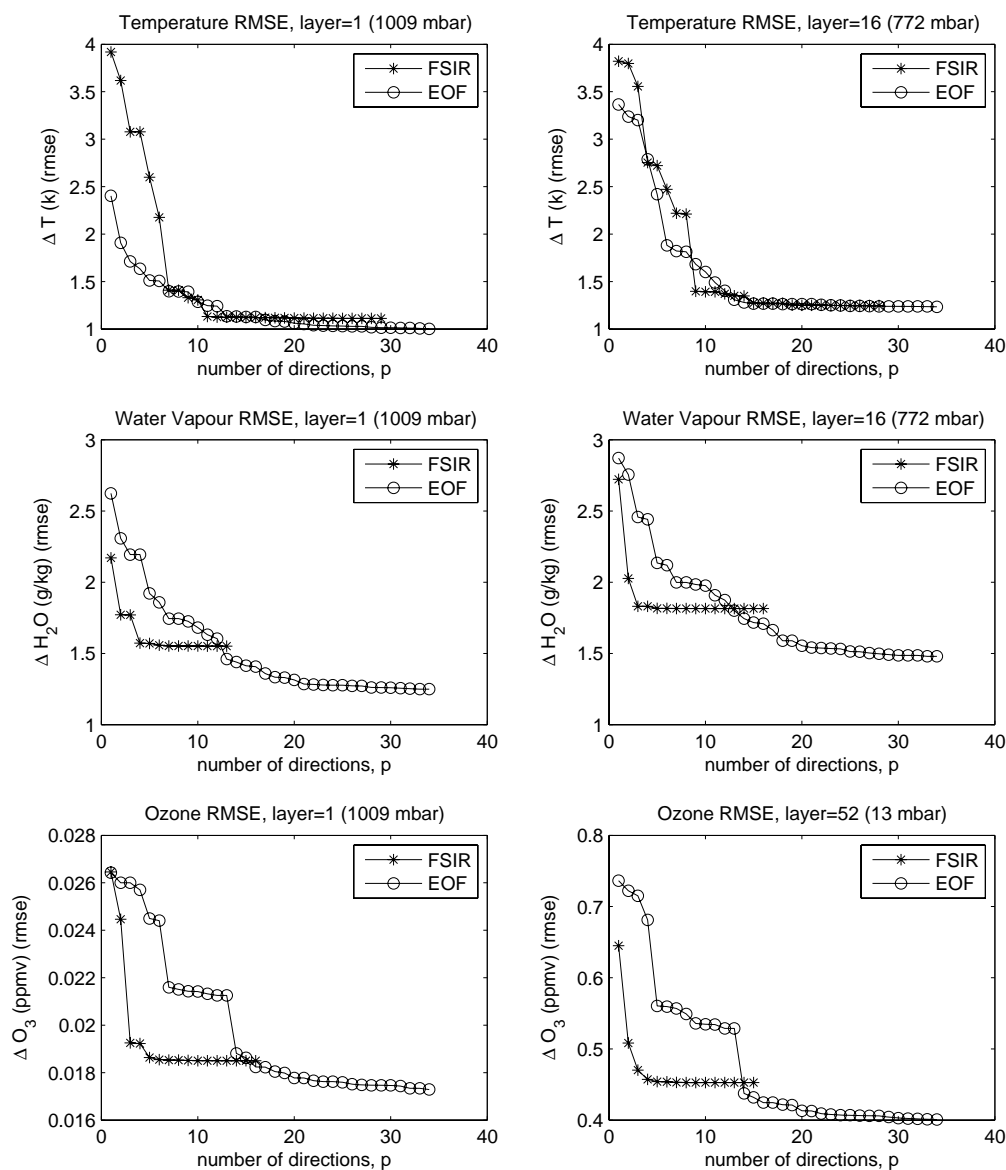 Temperature RMSE, layer=1 (1009 mbar)
4
3.5
3
2.5
2
1.5
1
Δ T (k) (rmse)
0
10
20
30
40
number of directions, p
FSIR
EOF
Temperature RMSE, layer=16 (772 mbar)
4
3.5
3
2.5
2
1.5
1
Δ T (k) (rmse)
0
10
20
30
40
number of directions, p
FSIR
EOF
Water Vapour RMSE, layer=1 (1009 mbar)
3
2.5
2
1.5
1
Δ H₂O (g/kg) (rmse)
0
10
20
30
40
number of directions, p
FSIR
EOF
Water Vapour RMSE, layer=16 (772 mbar)
3
2.5
2
1.5
1
Δ H₂O (g/kg) (rmse)
0
10
20
30
40
number of directions, p
FSIR
EOF
Ozone RMSE, layer=1 (1009 mbar)
0.028
0.026
0.024
0.022
0.02
0.018
0.016
Δ O₃ (ppmv) (rmse)
0
10
20
30
40
number of directions, p
FSIR
EOF
Ozone RMSE, layer=52 (13 mbar)
0.8
0.7
0.6
0.5
0.4
Δ O₃ (ppmv) (rmse)
0
10
20
30
40
number of directions, p
FSIR
EOF